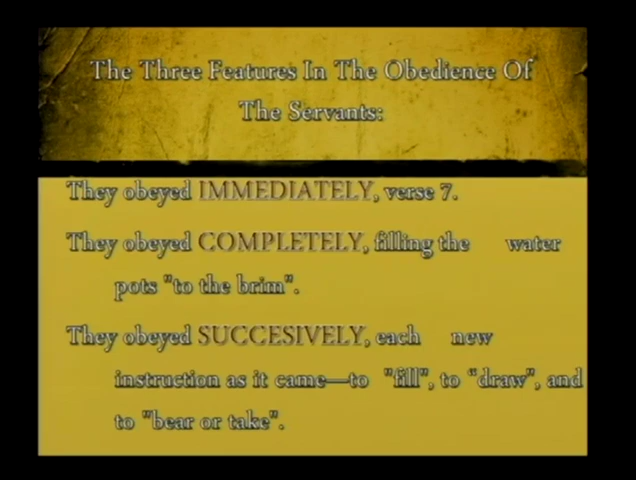 The Three Features In The Obedience Of
The Servants:
They obeyed IMMEDIATELY, verse 7.
They obeyed COMPLETELY, filling the water
pots "to the brim".
They obeyed SUCCESIVELY, each new
instruction as it came—to "fill", to “draw", and
to "bear or take".